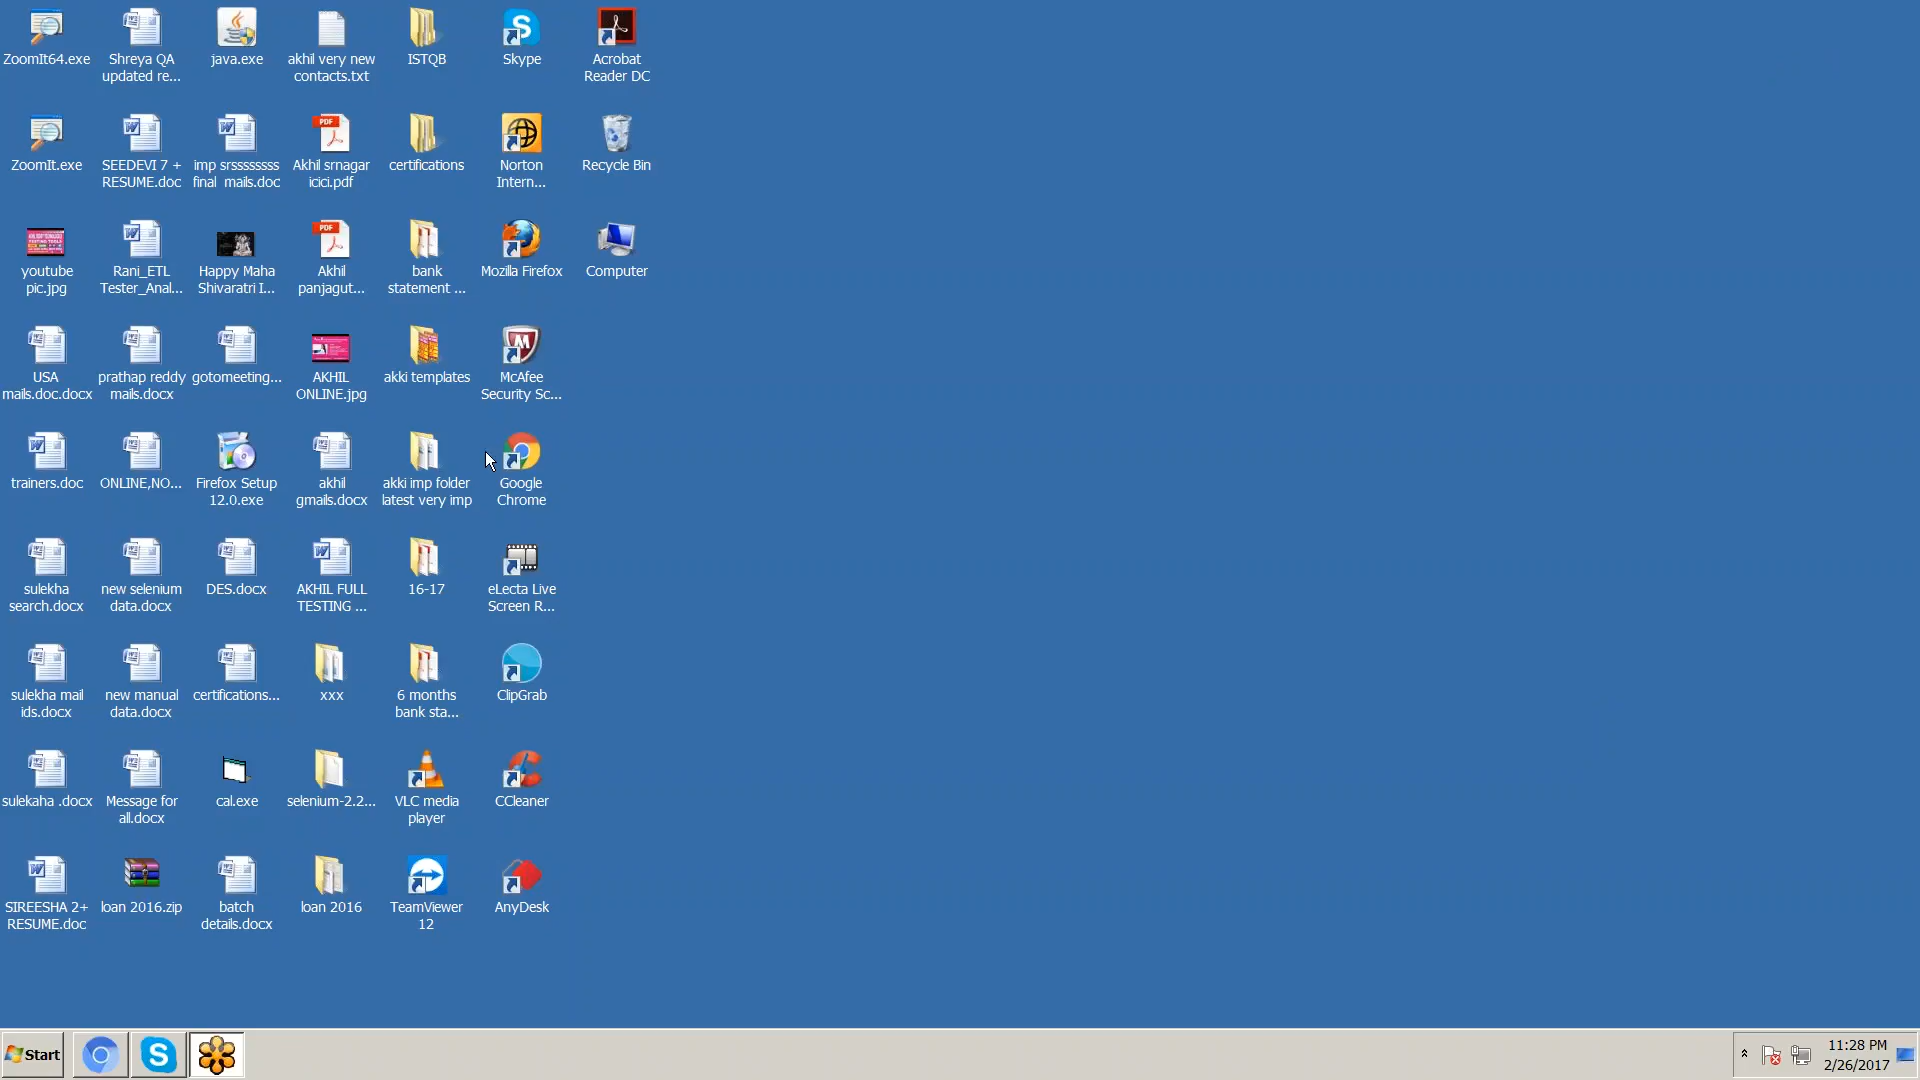 ZoomIt64.exe
Shreya QA
updated re...
java.exe
akhil very new
contacts.txt
ISTQB
Skype
Acrobat
Reader DC
ZoomIt.exe
SEEDEVI 7 +
RESUME.doc
imp srsssssssss
final mails.doc
Akhil srnagar
icici.pdf
certifications
Norton
Intern...
Recycle Bin
youtube
pic.jpg
Rani_ETL
Tester_Anal...
Happy Maha
Shivaratri I...
Akhil
panjagut...
bank
statement ...
Mozilla Firefox
Computer
USA
mails.doc.docx
prathap reddy
mails.docx
gotomeeting...
AKHIL
ONLINE.jpg
akki templates
McAfee
Security Sc...
trainers.doc
ONLINE,NO...
Firefox Setup
12.0.exe
akhil
gmails.docx
akki imp folder
latest very imp
Google
Chrome
sulekha
search.docx
new selenium
data.docx
DES.docx
AKHIL FULL
TESTING ...
16-17
eLecta Live
Screen R...
sulekha mail
ids.docx
new manual
data.docx
certifications...
xxx
6 months
bank sta...
ClipGrab
sulekaha .docx
Message for
all.docx
cal.exe
selenium-2.2...
VLC media
player
CCleaner
SIREESHA 2+
RESUME.doc
loan 2016.zip
batch
details.docx
loan 2016
TeamViewer
12
AnyDesk
Start
11:28 PM
2/26/2017